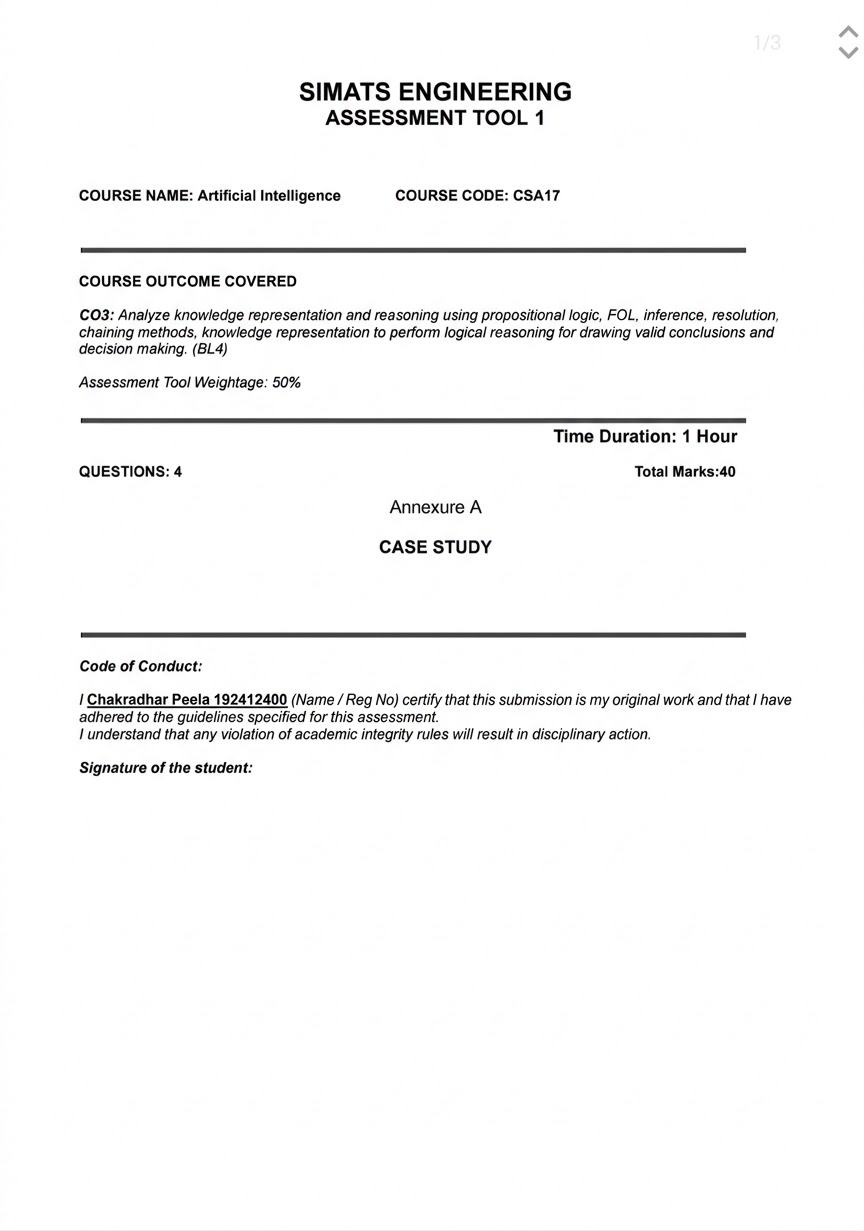 1/3
SIMATS ENGINEERING
ASSESSMENT TOOL 1
COURSE NAME: Artificial Intelligence COURSE CODE: CSA17
COURSE OUTCOME COVERED
CO3: Analyze knowledge representation and reasoning using propositional logic, FOL, inference, resolution,
chaining methods, knowledge representation to perform logical reasoning for drawing valid conclusions and
decision making. (BL4)
Assessment Tool Weightage: 50%
Time Duration: 1 Hour
QUESTIONS: 4 Total Marks:40
Annexure A
CASE STUDY
Code of Conduct:
I Chakradhar Peela 192412400 (Name / Reg No) certify that this submission is my original work and that I have
adhered to the guidelines specified for this assessment.
I understand that any violation of academic integrity rules will result in disciplinary action.
Signature of the student: